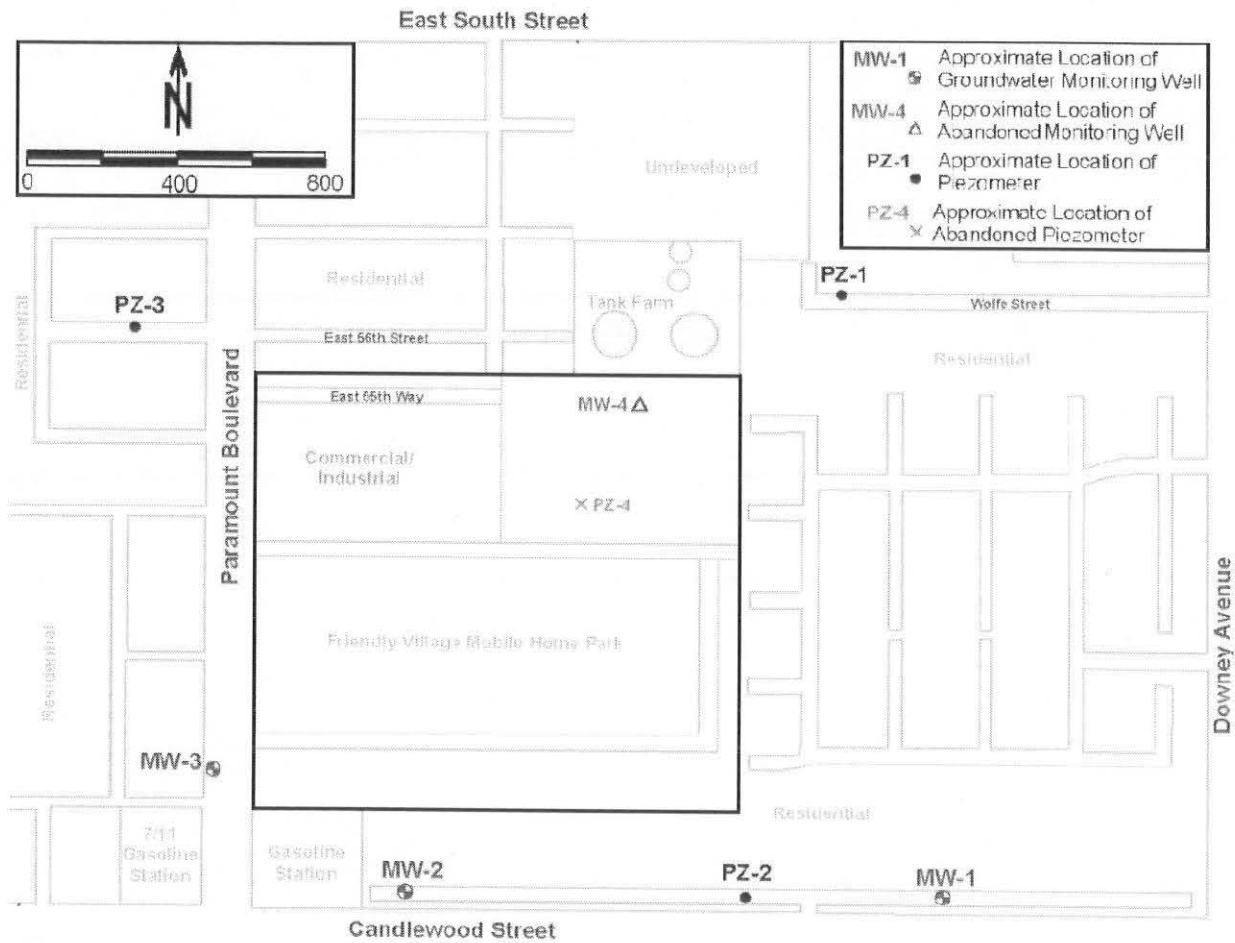 East South Street
N
0 400 800
MW-1 Approximate Location of
Groundwater Monitoring Well
MW-4 Approximate Location of
Abandoned Monitoring Well
PZ-1 Approximate Location of
Piezometer
PZ-4 Approximate Location of
Abandoned Piezometer
Undeveloped
PZ-1
Wolfe Street
Residential
Residential
PZ-3
Residential
Tank Farm
East 56th Street
Paramount Boulevard
East 55th Way
MW-4
Commercial/
Industrial
PZ-4
Friendly Village Mobile Home Park
Downey Avenue
Residential
MW-3
Residential
7/11
Gasoline
Station
Gasoline
Station
MW-2
PZ-2
MW-1
Candlewood Street